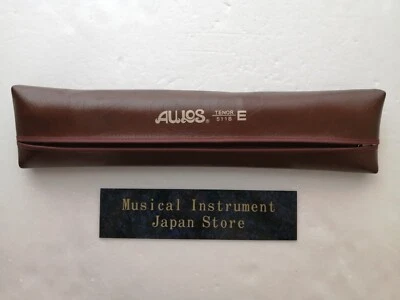 AULOS® TENOR E
511B
Musical Instrument
Japan Store